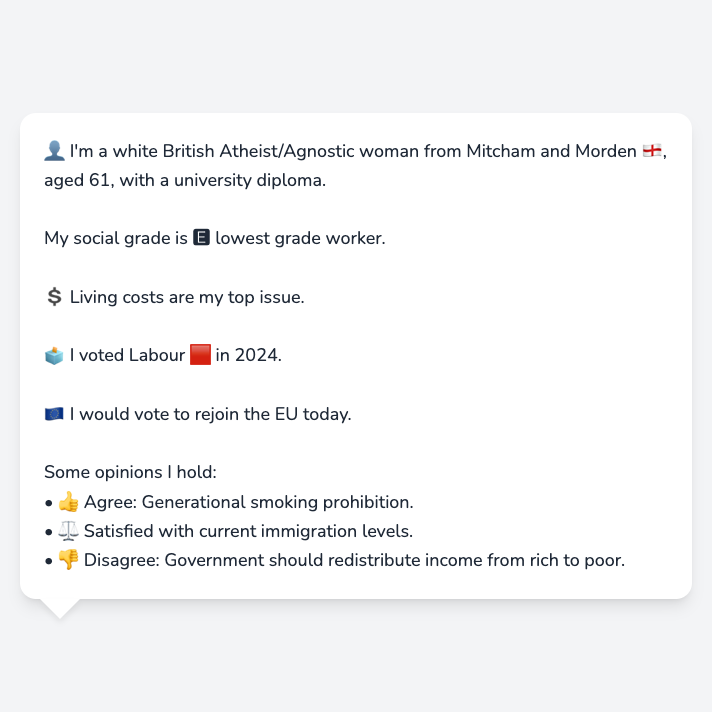 👤 I'm a white British Atheist/Agnostic woman from Mitcham and Morden 🏴󠁧󠁢󠁥󠁮󠁧󠁿,
aged 61, with a university diploma.
My social grade is 🅴 lowest grade worker.
💲 Living costs are my top issue.
🗳️ I voted Labour 🟥 in 2024.
🇪🇺 I would vote to rejoin the EU today.
Some opinions I hold:
• 👍 Agree: Generational smoking prohibition.
• ⚖️ Satisfied with current immigration levels.
• 👎 Disagree: Government should redistribute income from rich to poor.